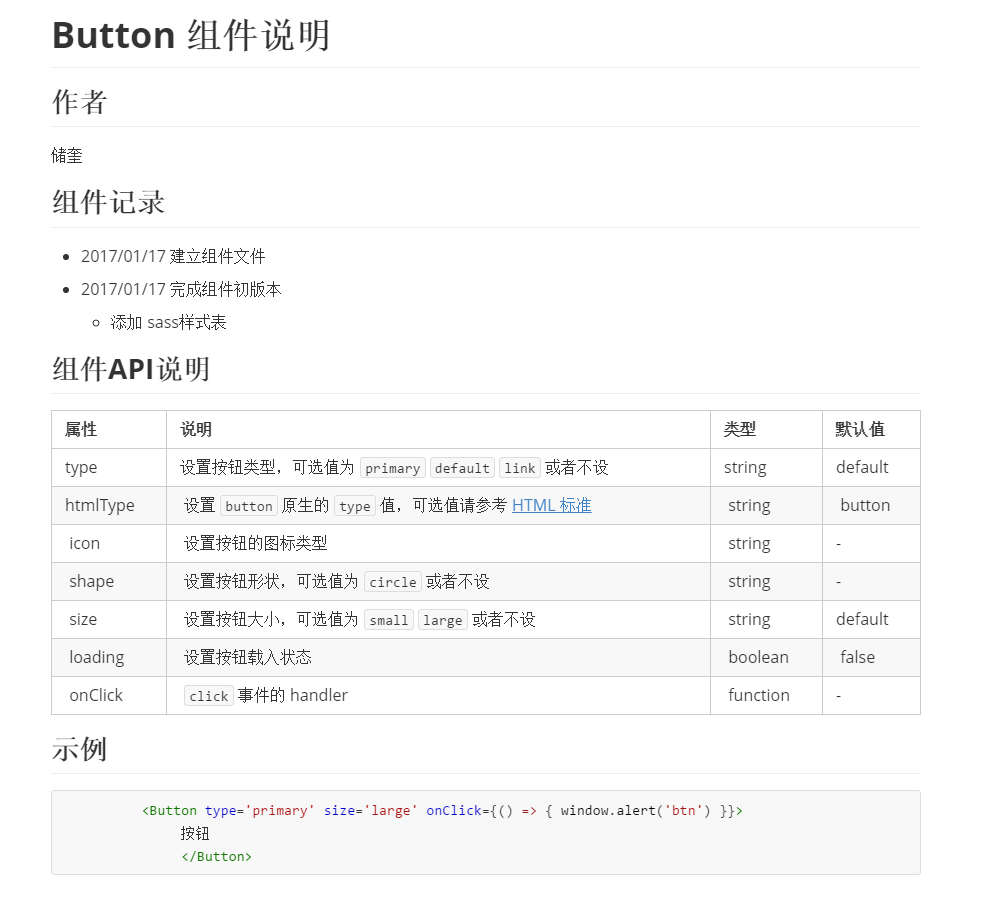 Button 组件说明
作者
储奎
组件记录
2017/01/17 建立组件文件
2017/01/17 完成组件初版本
添加 sass样式表
组件API说明
属性 说明 类型 默认值
type 设置按钮类型，可选值为 primary default link 或者不设 string default
htmlType 设置 button 原生的 type 值，可选值请参考 HTML 标准 string button
icon 设置按钮的图标类型 string -
shape 设置按钮形状，可选值为 circle 或者不设 string -
size 设置按钮大小，可选值为 small large 或者不设 string default
loading 设置按钮载入状态 boolean false
onClick click 事件的 handler function -
示例
<Button type='primary' size='large' onClick={() => { window.alert('btn') }}>
按钮
</Button>